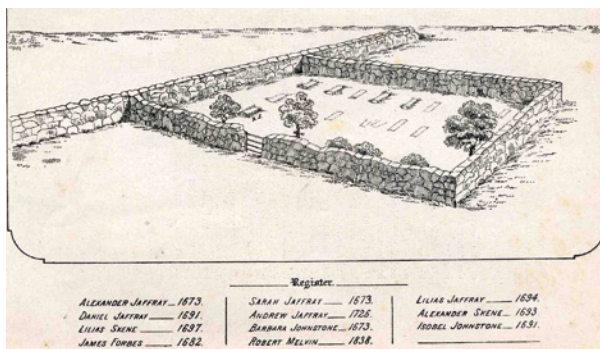 Register.
ALEXANDER JAFFRAY 1673.
DANIEL JAFFRAY 1691.
LILIAS SKENE 1697.
JAMES FORBES 1682.
SARAH JAFFRAY 1673.
ANDREW JAFFRAY 1726.
BARBARA JOHNSTONE 1673.
ROBERT MELVIN 1838.
LILIAS JAFFRAY 1694.
ALEXANDER SKENE 1693
ISOBEL JOHNSTONE 1691.